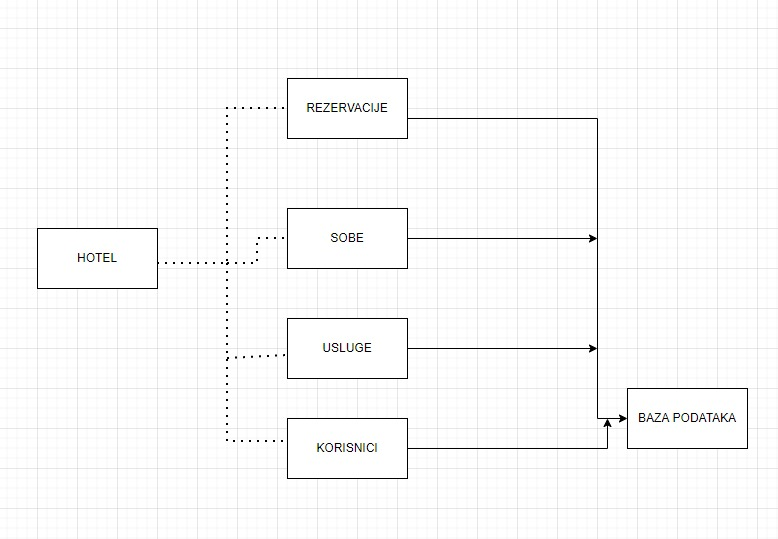 REZERVACIJE
SOBE
HOTEL
USLUGE
BAZA PODATAKA
KORISNICI